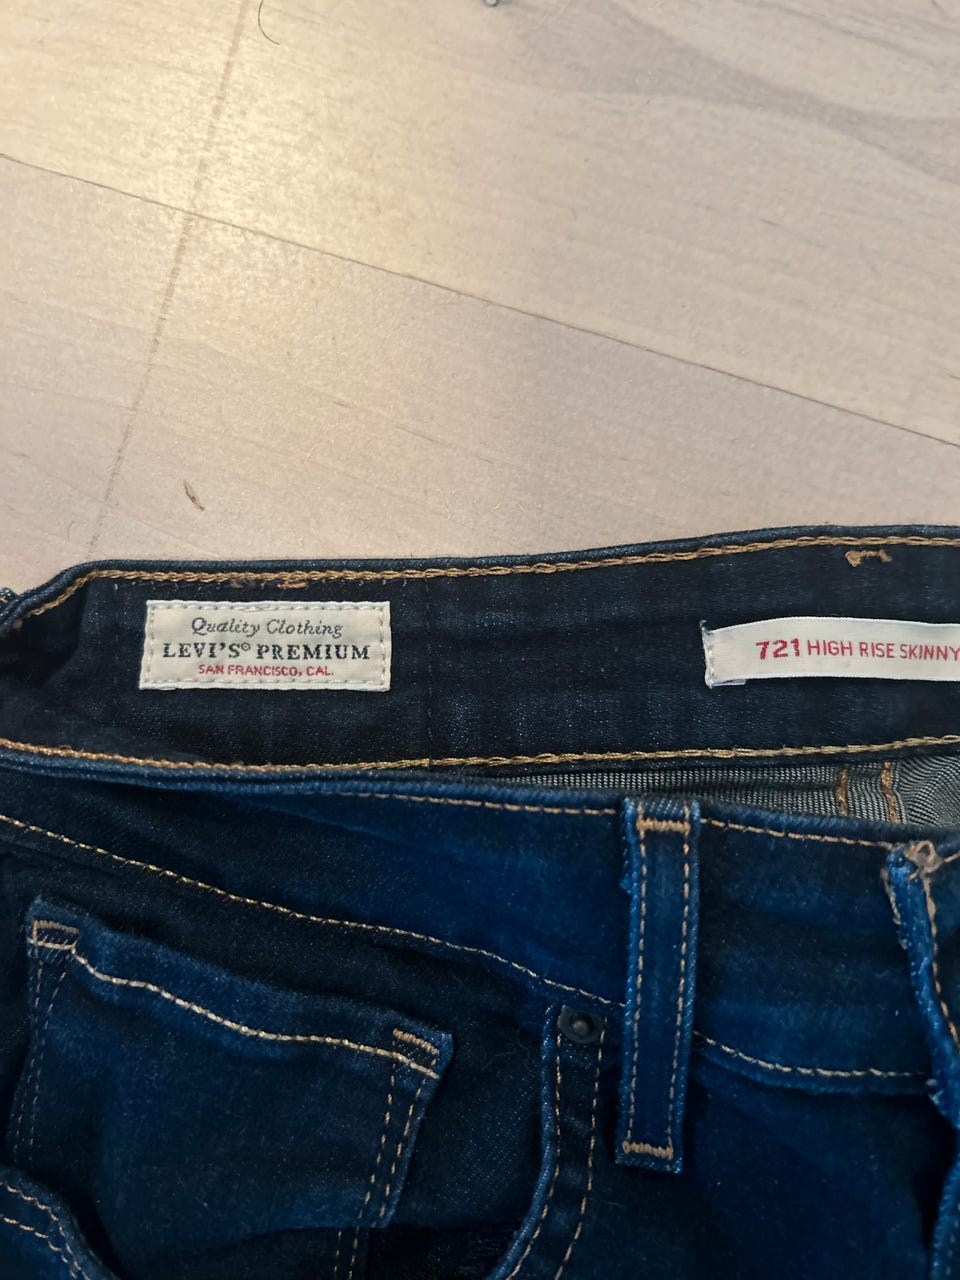 Quality Clothing
LEVI'S® PREMIUM
SAN FRANCISCO, CAL.
721 HIGH RISE SKINNY